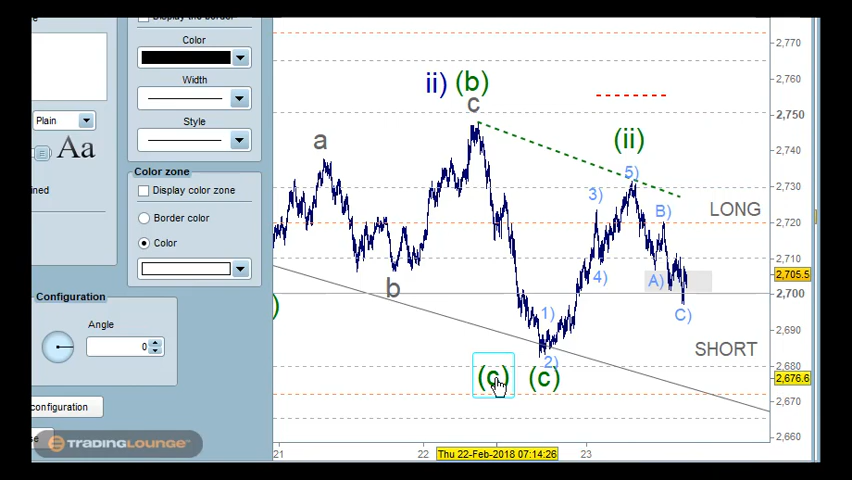 Display the border
Color
Width
Style
Color zone
Display color zone
Border color
Color
Plain
Aa
Configuration
Angle
0
TRADINGLOUNGE
ii) (b)
c
a
b
(ii)
5)
3)
4)
B)
A)
C)
1)
2)
(c)
(c)
LONG
SHORT
2,770
2,760
2,750
2,740
2,730
2,720
2,710
2,705.5
2,700
2,690
2,680
2,676.6
2,670
2,660
21
22
Thu 22-Feb-2018 07:14:26
23